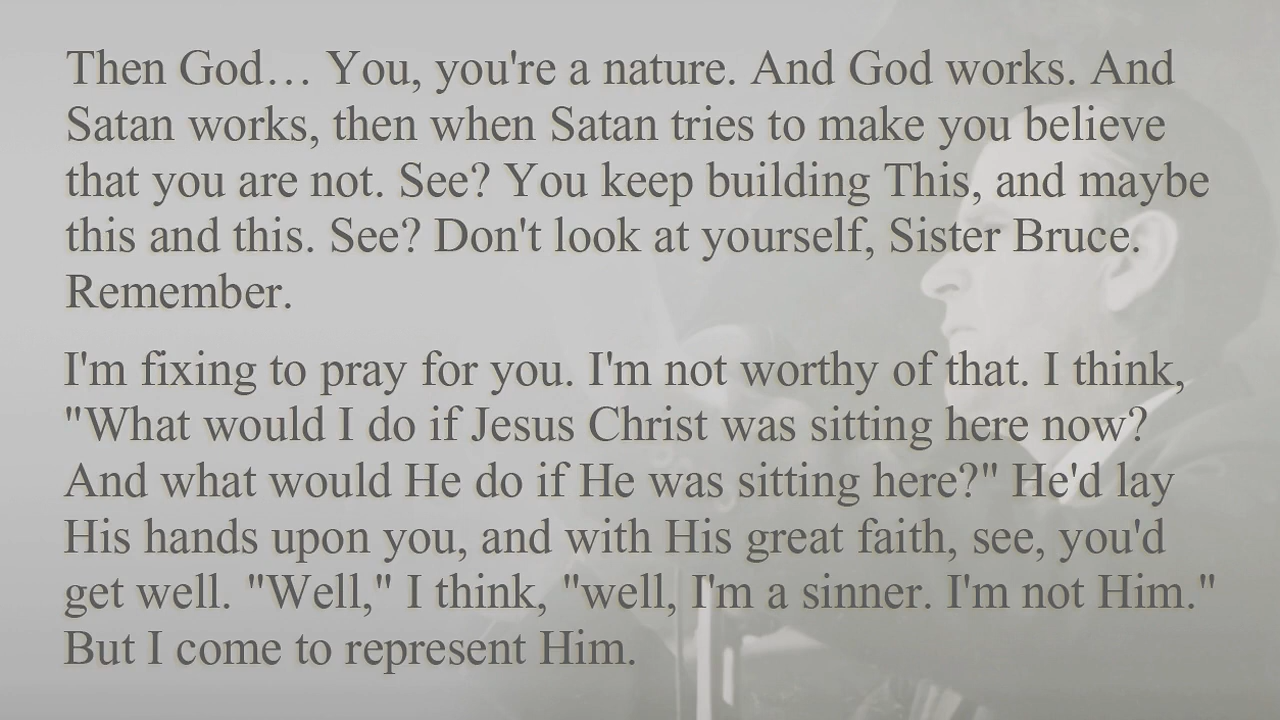 Then God… You, you're a nature. And God works. And
Satan works, then when Satan tries to make you believe
that you are not. See? You keep building This, and maybe
this and this. See? Don't look at yourself, Sister Bruce.
Remember.
I'm fixing to pray for you. I'm not worthy of that. I think,
"What would I do if Jesus Christ was sitting here now?
And what would He do if He was sitting here?" He'd lay
His hands upon you, and with His great faith, see, you'd
get well. "Well," I think, "well, I'm a sinner. I'm not Him."
But I come to represent Him.